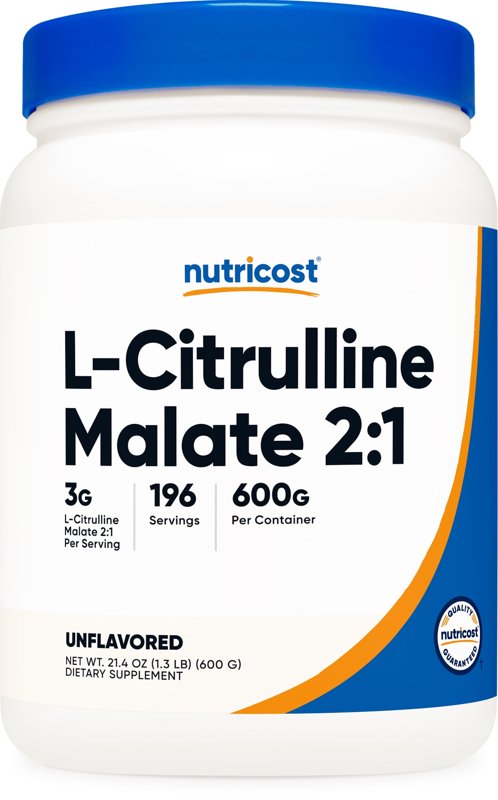 nutricost®
L-Citrulline
Malate 2:1
3G
L-Citrulline
Malate 2:1
Per Serving
196
Servings
600G
Per Container
UNFLAVORED
NET WT. 21.4 OZ (1.3 LB) (600 G)
DIETARY SUPPLEMENT
QUALITY
nutricost®
GUARANTEED
†